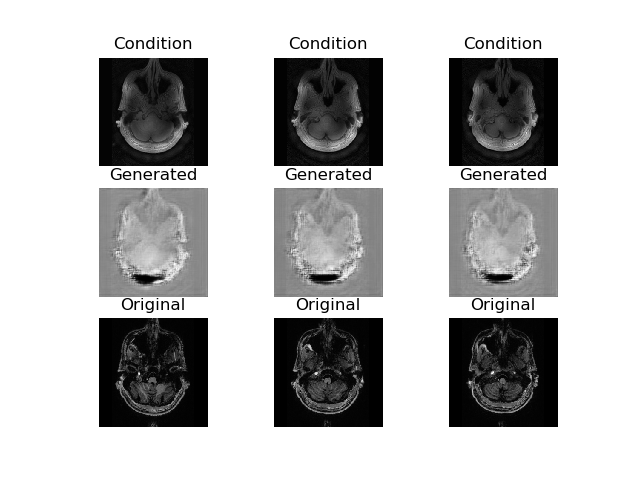 Condition Condition Condition
Generated Generated Generated
Original Original Original